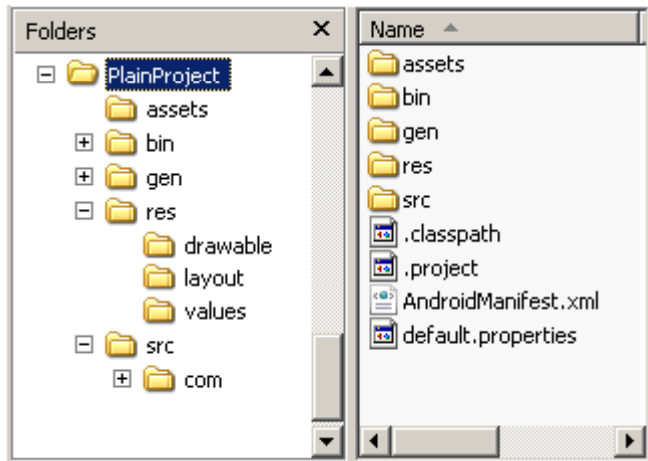 Folders
PlainProject
assets
bin
gen
res
drawable
layout
values
src
com
Name
assets
bin
gen
res
src
.classpath
.project
AndroidManifest.xml
default.properties